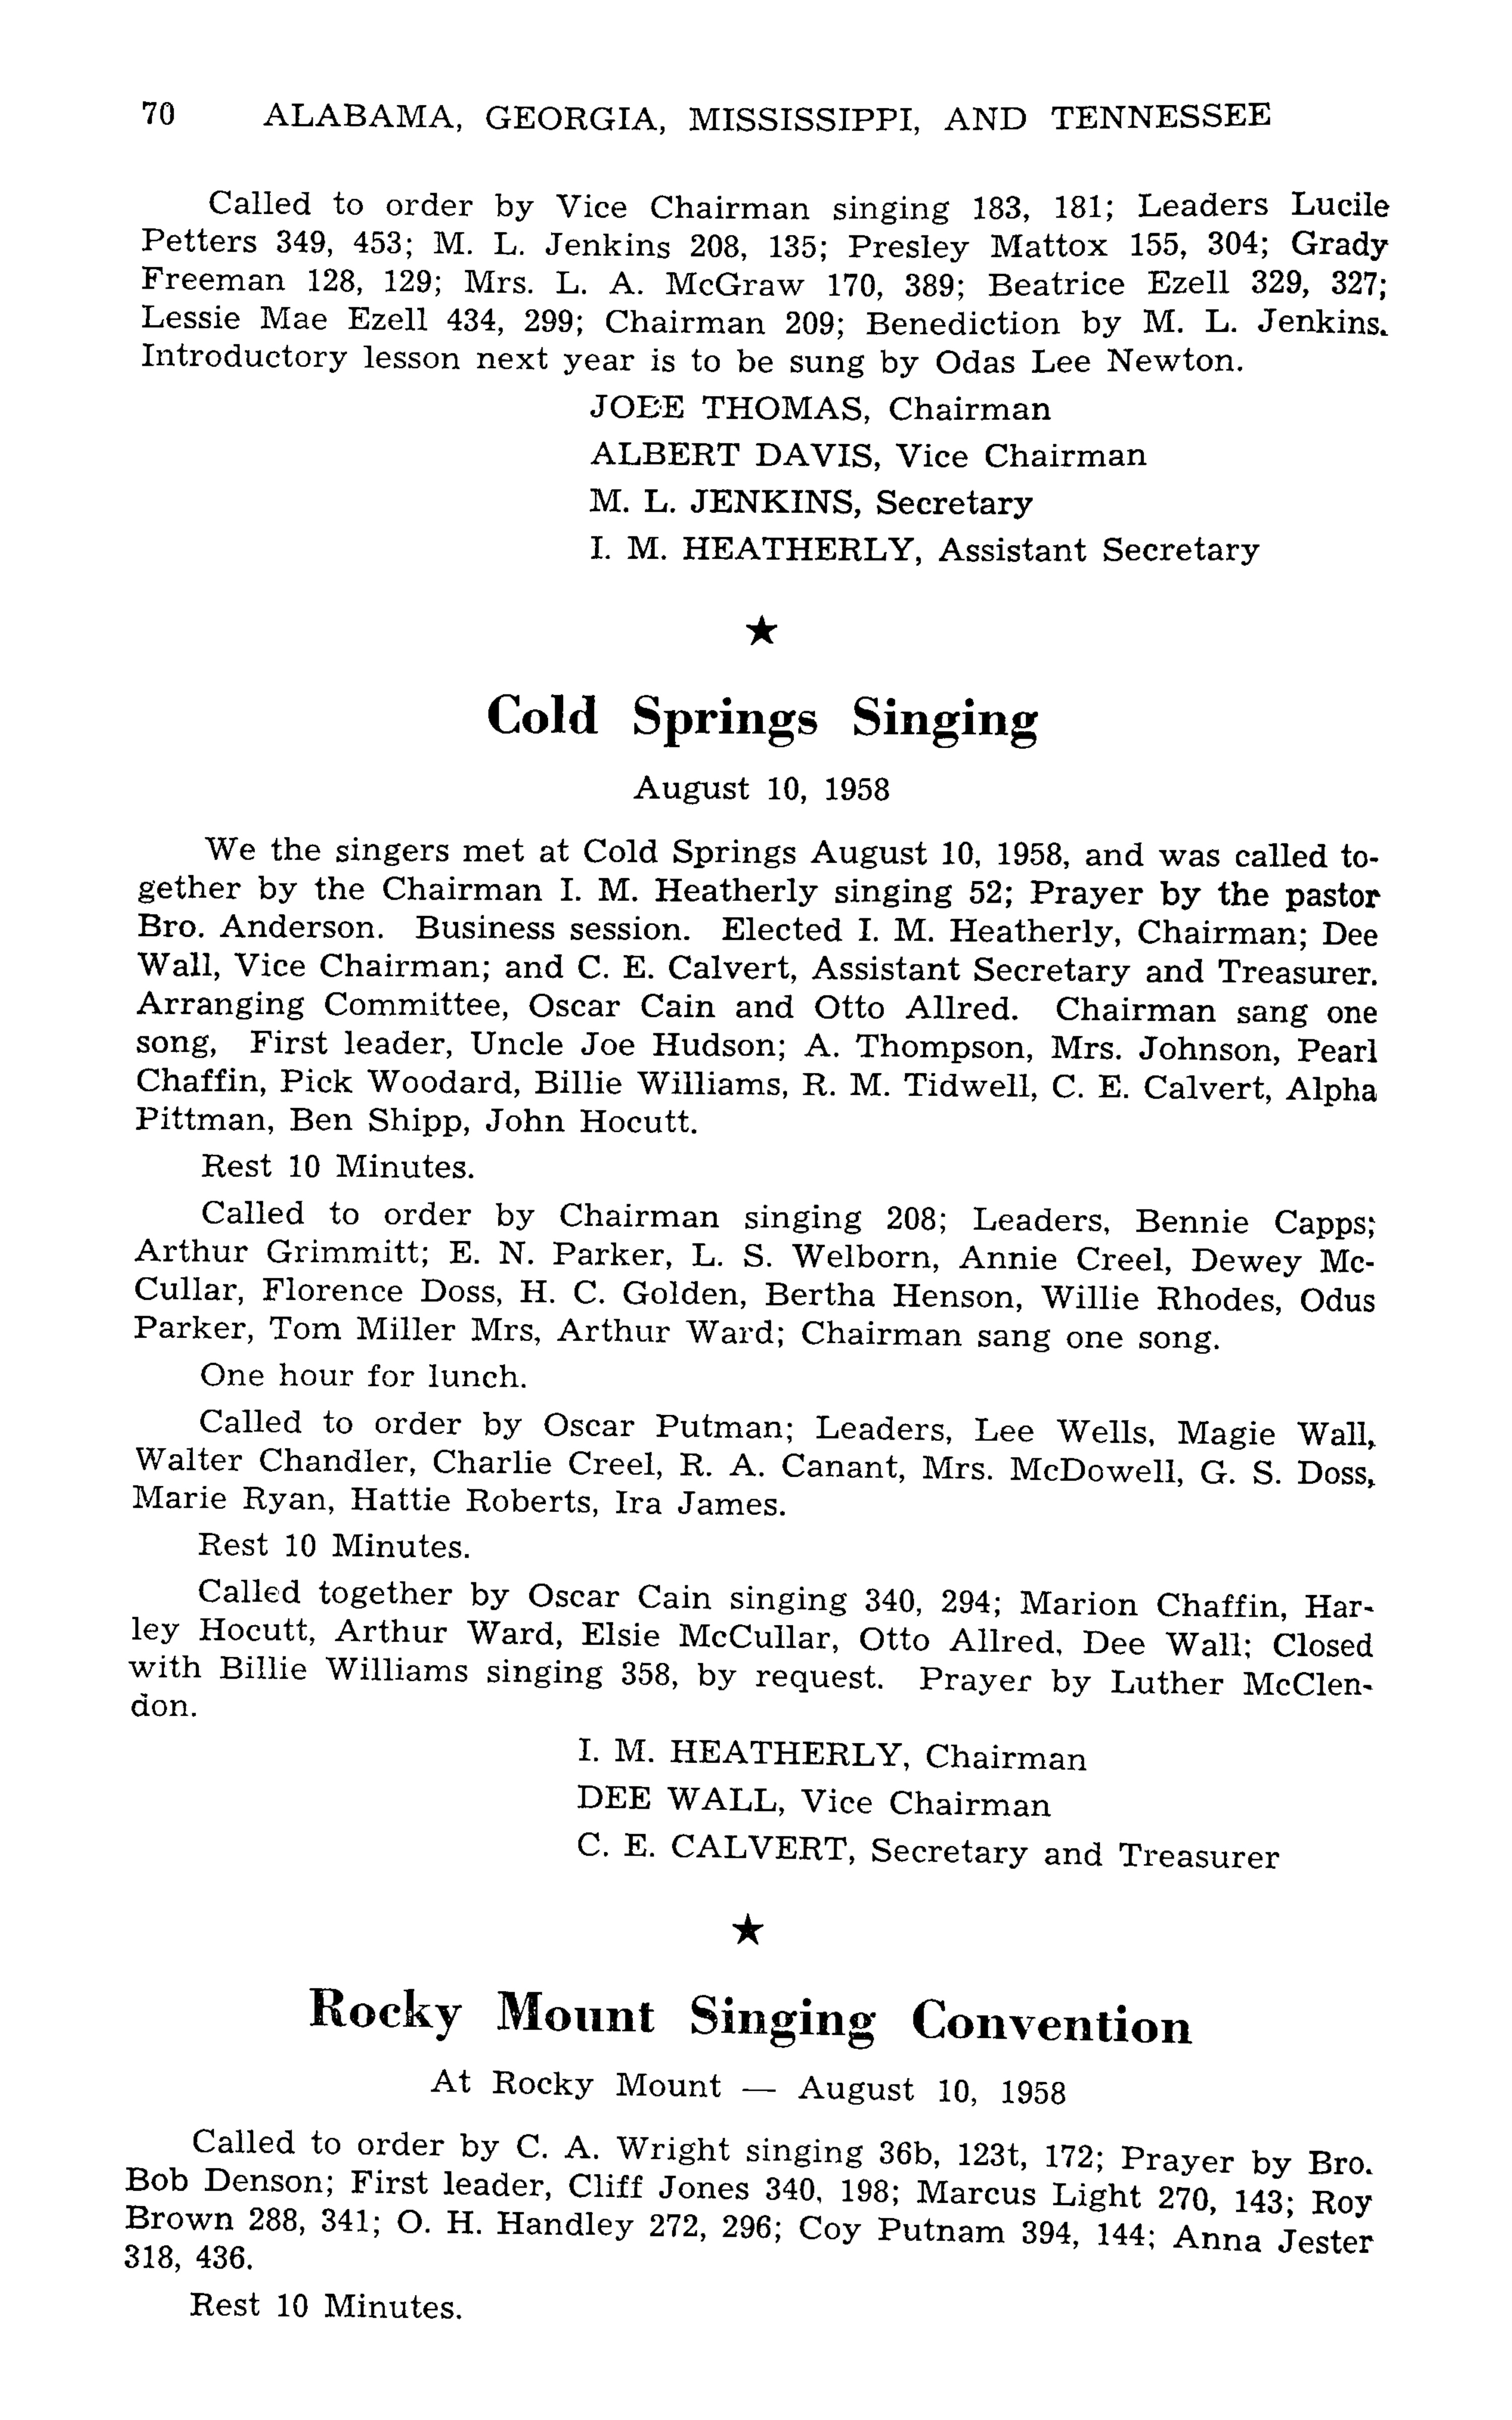 70 ALABAMA, GEORGIA, MISSISSIPPI, AND TENNESSEE
Called to order by Vice Chairman singing 183, 181; Leaders Lucile
Petters 349, 453; M. L. Jenkins 208, 135; Presley Mattox 155, 304; Grady
Freeman 128, 129; Mrs. L. A. McGraw 170, 389; Beatrice Ezell 329, 327;
Lessie Mae Ezell 434, 299; Chairman 209; Benediction by M. L. Jenkins.
Introductory lesson next year is to be sung by Odas Lee Newton.
JOEE THOMAS, Chairman
ALBERT DAVIS, Vice Chairman
M. L. JENKINS, Secretary
I. M. HEATHERLY, Assistant Secretary
★
Cold Springs Singing
August 10, 1958
We the singers met at Cold Springs August 10, 1958, and was called to-
gether by the Chairman I. M. Heatherly singing 52; Prayer by the pastor
Bro. Anderson. Business session. Elected I. M. Heatherly, Chairman; Dee
Wall, Vice Chairman; and C. E. Calvert, Assistant Secretary and Treasurer.
Arranging Committee, Oscar Cain and Otto Allred. Chairman sang one
song, First leader, Uncle Joe Hudson; A. Thompson, Mrs. Johnson, Pearl
Chaffin, Pick Woodard, Billie Williams, R. M. Tidwell, C. E. Calvert, Alpha
Pittman, Ben Shipp, John Hocutt.
Rest 10 Minutes.
Called to order by Chairman singing 208; Leaders, Bennie Capps;
Arthur Grimmitt; E. N. Parker, L. S. Welborn, Annie Creel, Dewey Mc-
Cullar, Florence Doss, H. C. Golden, Bertha Henson, Willie Rhodes, Odus
Parker, Tom Miller Mrs, Arthur Ward; Chairman sang one song.
One hour for lunch.
Called to order by Oscar Putman; Leaders, Lee Wells, Magie Wall,
Walter Chandler, Charlie Creel, R. A. Canant, Mrs. McDowell, G. S. Doss,
Marie Ryan, Hattie Roberts, Ira James.
Rest 10 Minutes.
Called together by Oscar Cain singing 340, 294; Marion Chaffin, Har-
ley Hocutt, Arthur Ward, Elsie McCullar, Otto Allred, Dee Wall; Closed
with Billie Williams singing 358, by request. Prayer by Luther McClen-
don.
I. M. HEATHERLY, Chairman
DEE WALL, Vice Chairman
C. E. CALVERT, Secretary and Treasurer
★
Rocky Mount Singing Convention
At Rocky Mount — August 10, 1958
Called to order by C. A. Wright singing 36b, 123t, 172; Prayer by Bro.
Bob Denson; First leader, Cliff Jones 340, 198; Marcus Light 270, 143; Roy
Brown 288, 341; O. H. Handley 272, 296; Coy Putnam 394, 144; Anna Jester
318, 436.
Rest 10 Minutes.